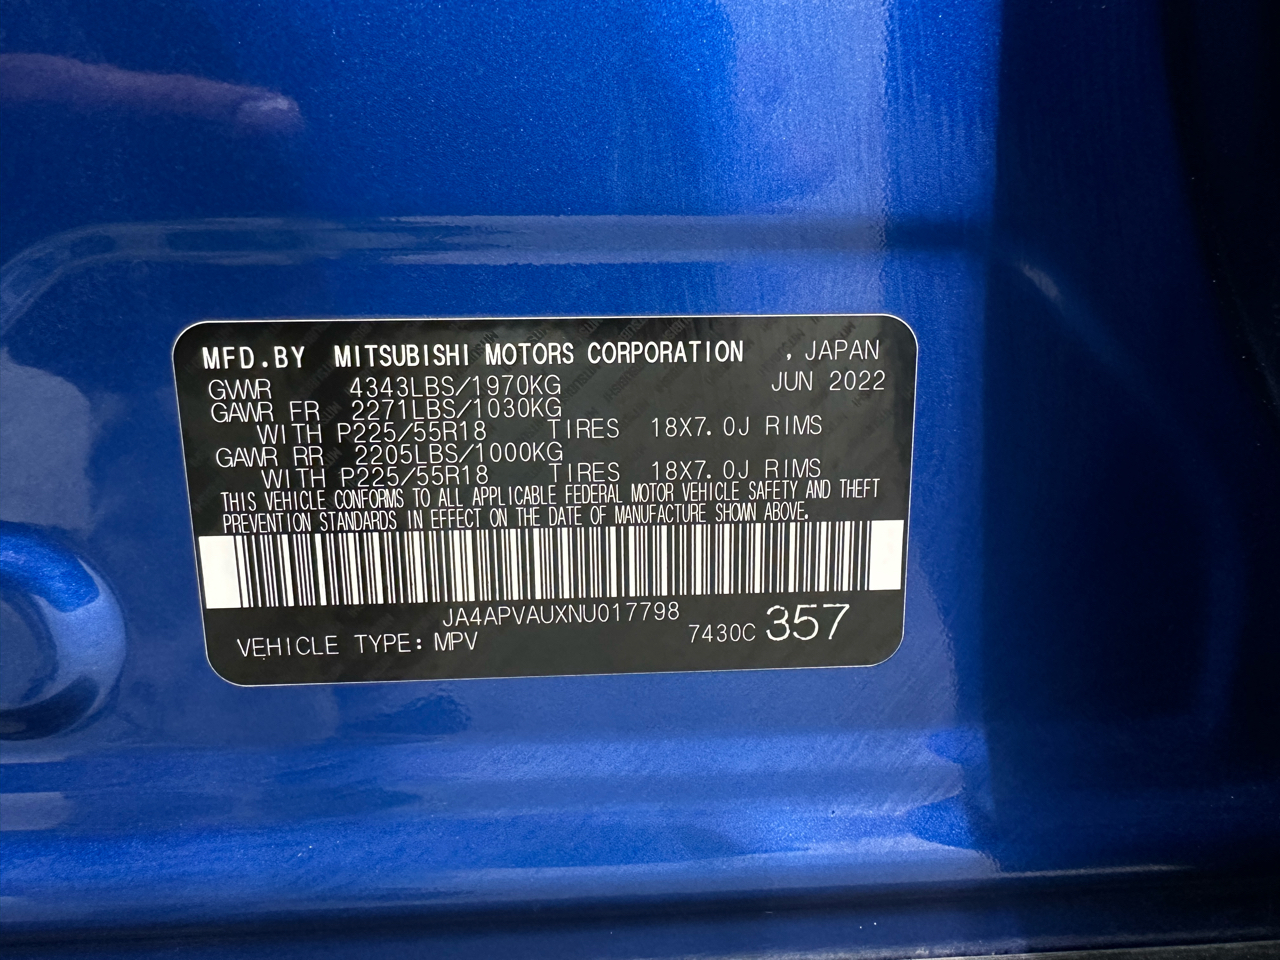 MFD.BY MITSUBISHI MOTORS CORPORATION , JAPAN
GVWR 4343LBS/1970KG JUN 2022
GAWR FR 2271LBS/1030KG
WITH P225/55R18 TIRES 18X7.0J RIMS
GAWR RR 2205LBS/1000KG
WITH P225/55R18 TIRES 18X7.0J RIMS
THIS VEHICLE CONFORMS TO ALL APPLICABLE FEDERAL MOTOR VEHICLE SAFETY AND THEFT
PREVENTION STANDARDS IN EFFECT ON THE DATE OF MANUFACTURE SHOWN ABOVE.
JA4APVAUXNU017798
VEHICLE TYPE: MPV 7430C 357